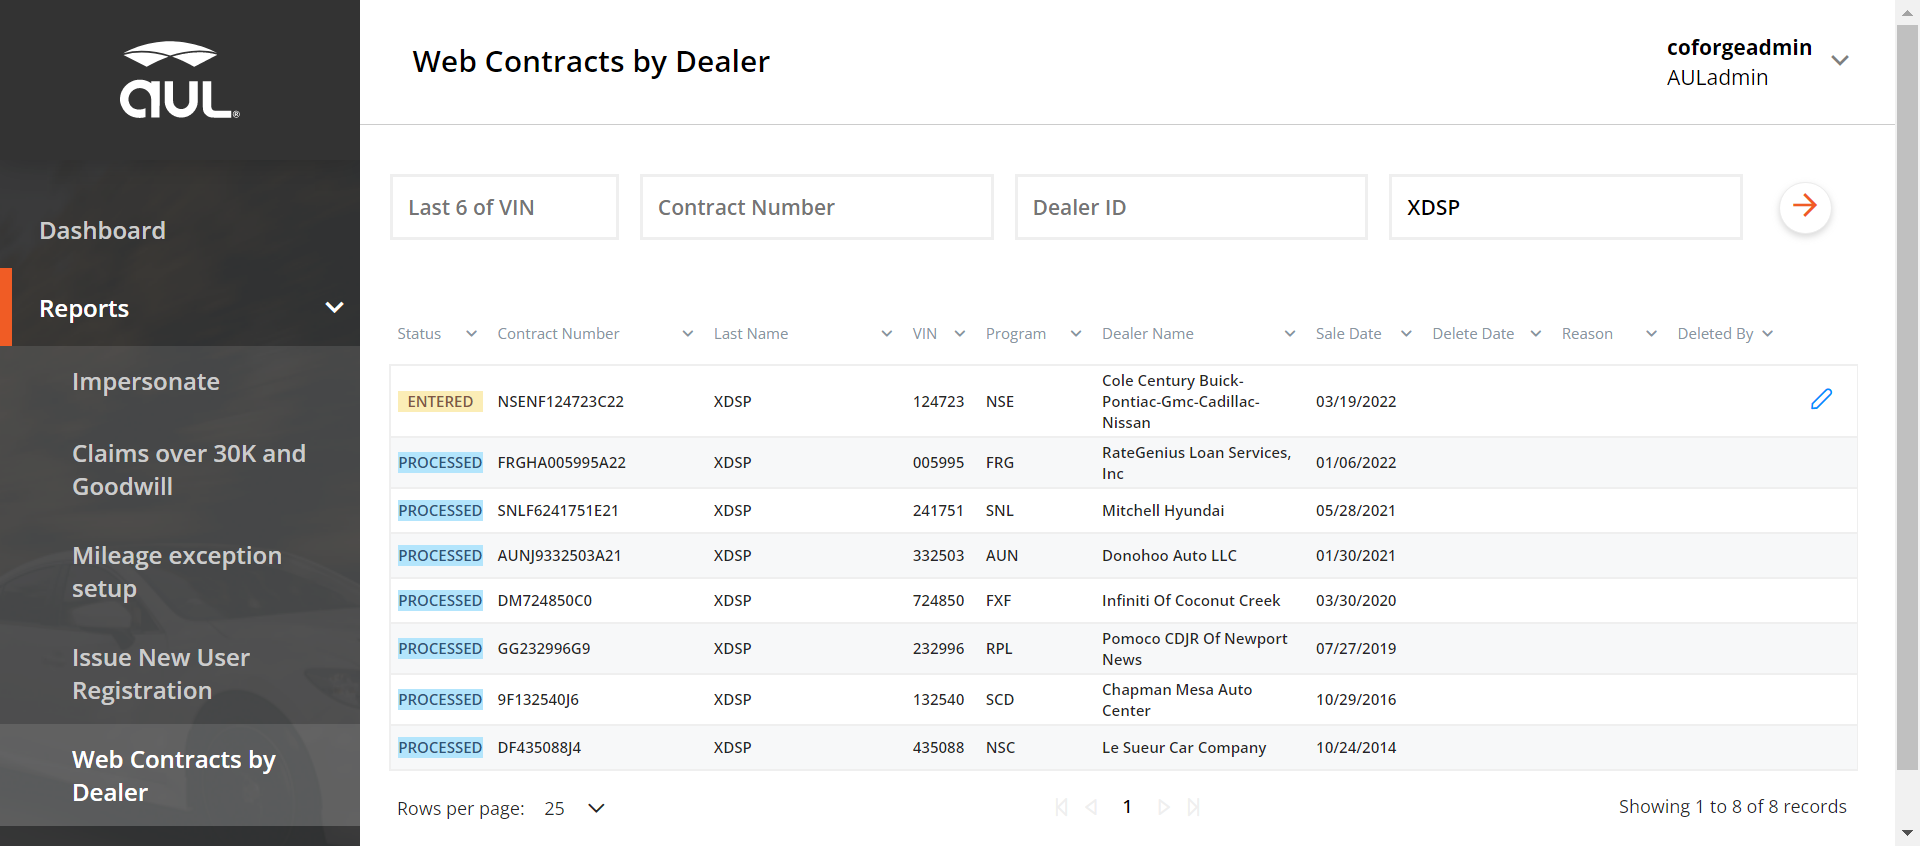 aUL®
Web Contracts by Dealer
coforgeadmin
AULadmin
Dashboard
Reports
Impersonate
Claims over 30K and
Goodwill
Mileage exception
setup
Issue New User
Registration
Web Contracts by
Dealer
Last 6 of VIN Contract Number Dealer ID XDSP
Status Contract Number Last Name VIN Program Dealer Name Sale Date Delete Date Reason Deleted By
ENTERED NSENF124723C22 XDSP 124723 NSE Cole Century Buick-
Pontiac-Gmc-Cadillac-
Nissan 03/19/2022
PROCESSED FRGHA005995A22 XDSP 005995 FRG RateGenius Loan Services,
Inc 01/06/2022
PROCESSED SNLF6241751E21 XDSP 241751 SNL Mitchell Hyundai 05/28/2021
PROCESSED AUNJ9332503A21 XDSP 332503 AUN Donohoo Auto LLC 01/30/2021
PROCESSED DM724850C0 XDSP 724850 FXF Infiniti Of Coconut Creek 03/30/2020
PROCESSED GG232996G9 XDSP 232996 RPL Pomoco CDJR Of Newport
News 07/27/2019
PROCESSED 9F132540J6 XDSP 132540 SCD Chapman Mesa Auto
Center 10/29/2016
PROCESSED DF435088J4 XDSP 435088 NSC Le Sueur Car Company 10/24/2014
Rows per page: 25 1 Showing 1 to 8 of 8 records